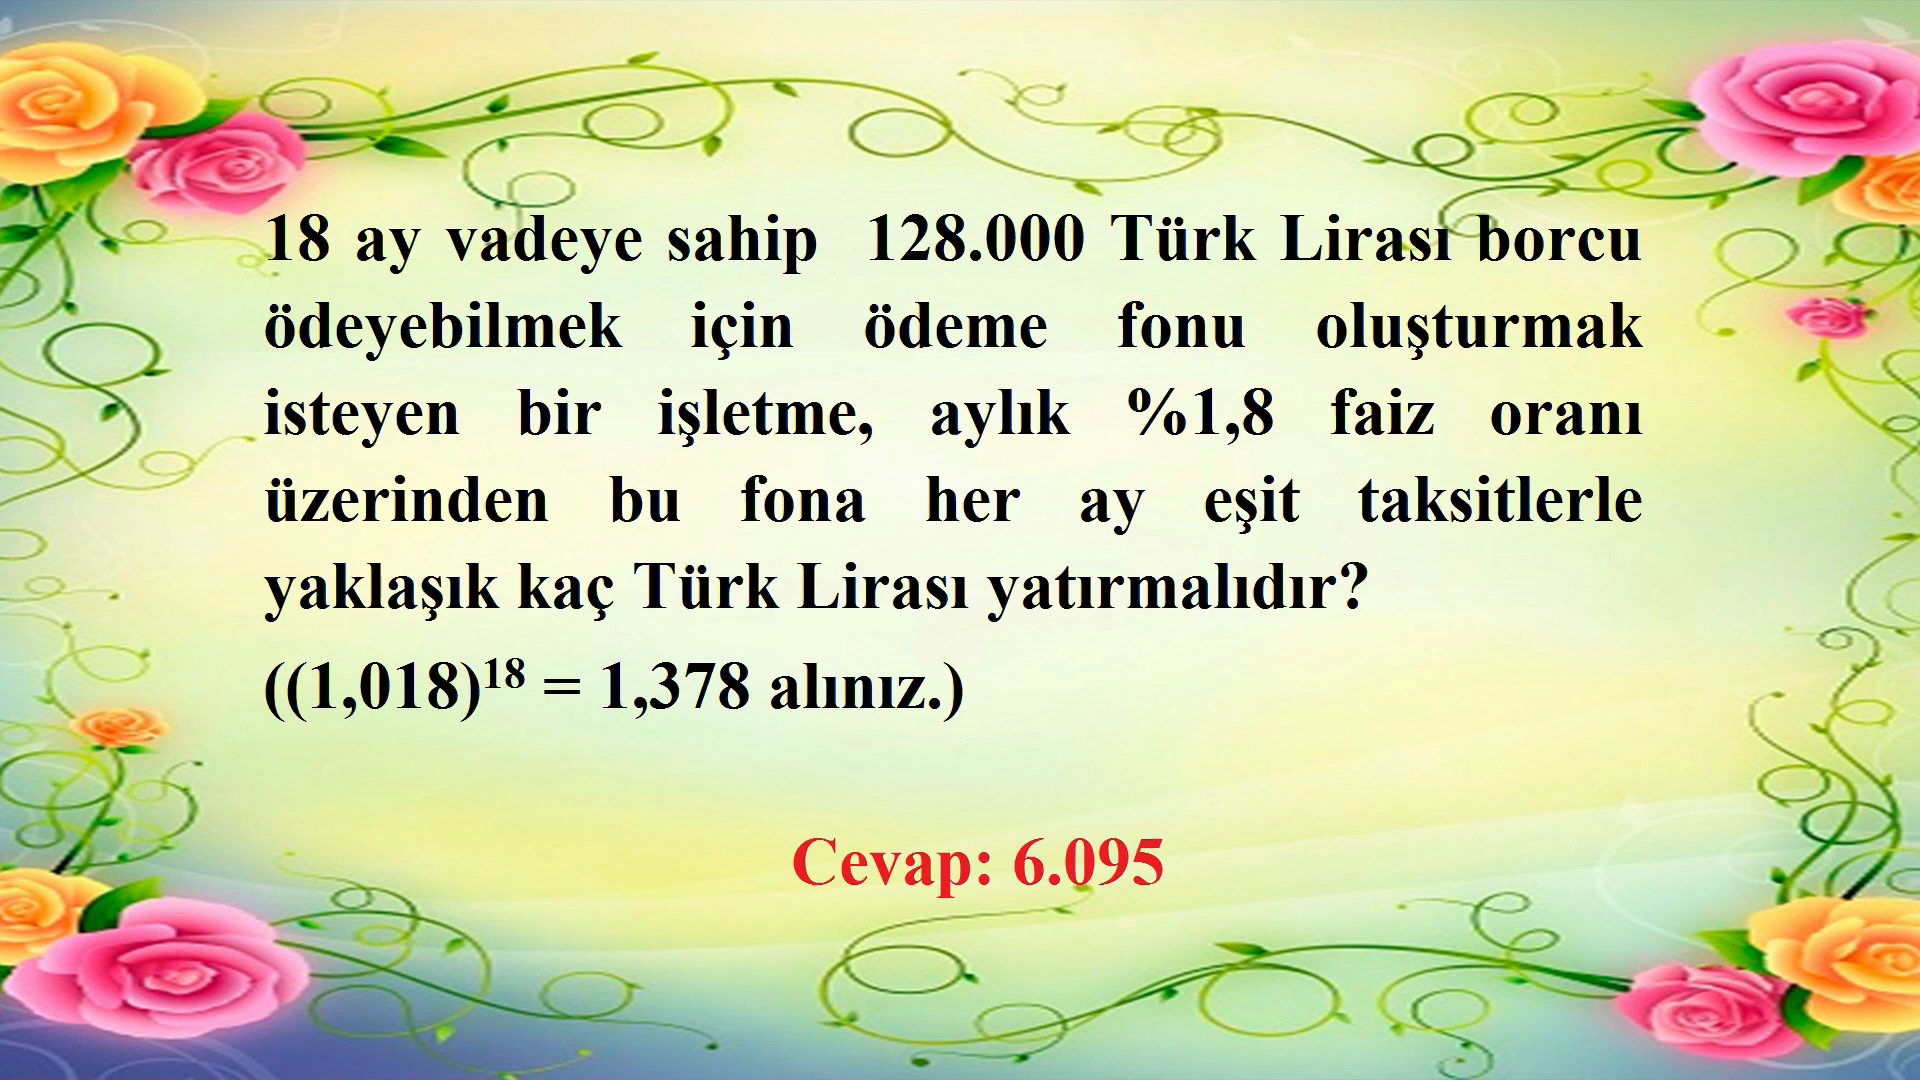 18 ay vadeye sahip 128.000 Türk Lirası borcu
ödeyebilmek için ödeme fonu oluşturmak
isteyen bir işletme, aylık %1,8 faiz oranı
üzerinden bu fona her ay eşit taksitlerle
yaklaşık kaç Türk Lirası yatırmalıdır?
((1,018)¹⁸ = 1,378 alınız.)
Cevap: 6.095